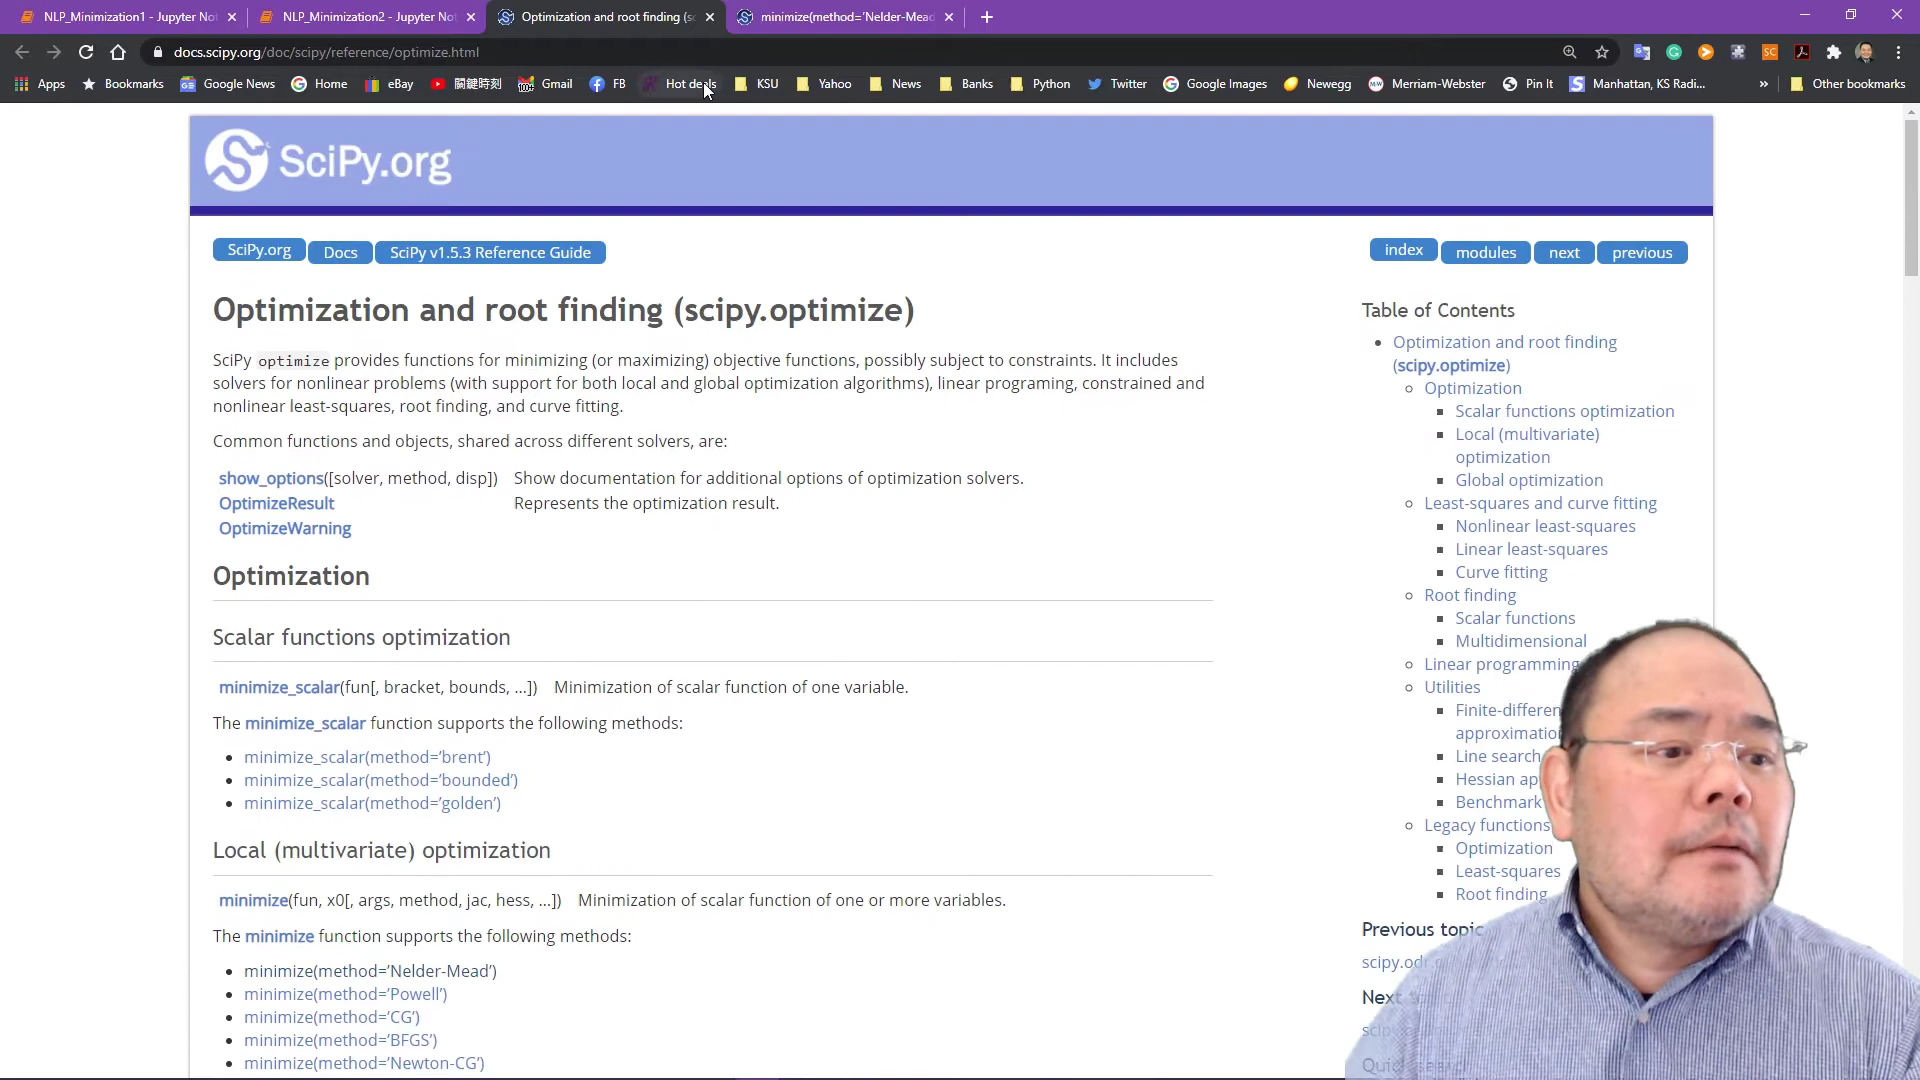 NLP_Minimization1 - Jupyter Not
NLP_Minimization2 - Jupyter Not
Optimization and root finding (sc
minimize(method='Nelder-Mead
docs.scipy.org/doc/scipy/reference/optimize.html
Apps
Bookmarks
Google News
Home
eBay
關鍵時刻
Gmail
FB
Hot deals
KSU
Yahoo
News
Banks
Python
Twitter
Google Images
Newegg
Merriam-Webster
Pin It
Manhattan, KS Radi...
»
Other bookmarks
SciPy.org
SciPy.org
Docs
SciPy v1.5.3 Reference Guide
index
modules
next
previous
Optimization and root finding (scipy.optimize)
SciPy optimize provides functions for minimizing (or maximizing) objective functions, possibly subject to constraints. It includes
solvers for nonlinear problems (with support for both local and global optimization algorithms), linear programing, constrained and
nonlinear least-squares, root finding, and curve fitting.
Common functions and objects, shared across different solvers, are:
show_options([solver, method, disp]) Show documentation for additional options of optimization solvers.
OptimizeResult Represents the optimization result.
OptimizeWarning
Optimization
Scalar functions optimization
minimize_scalar(fun[, bracket, bounds, ...]) Minimization of scalar function of one variable.
The minimize_scalar function supports the following methods:
minimize_scalar(method='brent')
minimize_scalar(method='bounded')
minimize_scalar(method='golden')
Local (multivariate) optimization
minimize(fun, x0[, args, method, jac, hess, ...]) Minimization of scalar function of one or more variables.
The minimize function supports the following methods:
minimize(method='Nelder-Mead')
minimize(method='Powell')
minimize(method='CG')
minimize(method='BFGS')
minimize(method='Newton-CG')
Table of Contents
Optimization and root finding
(scipy.optimize)
Optimization
Scalar functions optimization
Local (multivariate)
optimization
Global optimization
Least-squares and curve fitting
Nonlinear least-squares
Linear least-squares
Curve fitting
Root finding
Scalar functions
Multidimensional
Linear programming
Utilities
Finite-differen
approximatio
Line search
Hessian ap
Benchmark
Legacy functions
Optimization
Least-squares
Root finding
Previous topic
scipy.od
Next